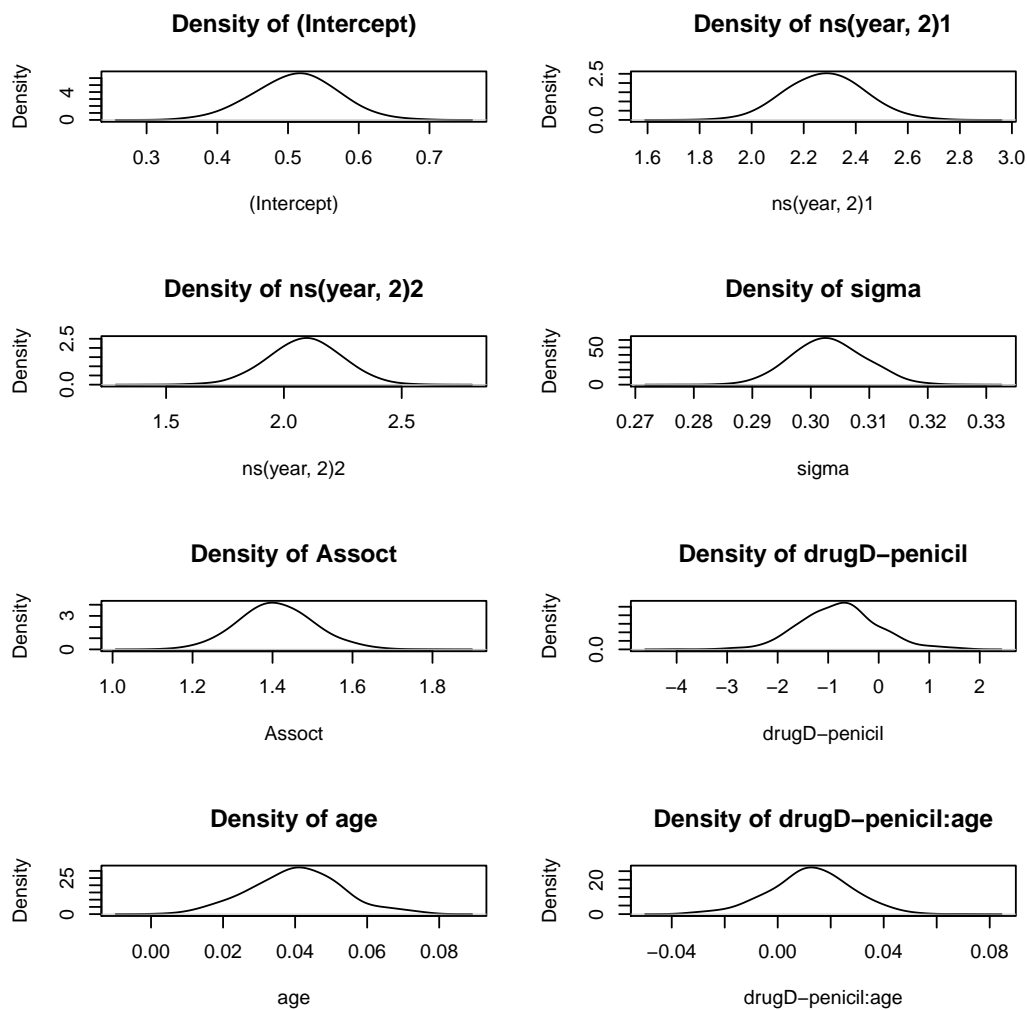 Density of (Intercept)
Density
0 4
0.3 0.4 0.5 0.6 0.7
(Intercept)
Density of ns(year, 2)1
Density
0.0 2.5
1.6 1.8 2.0 2.2 2.4 2.6 2.8 3.0
ns(year, 2)1
Density of ns(year, 2)2
Density
0.0 2.5
1.5 2.0 2.5
ns(year, 2)2
Density of sigma
Density
0 50
0.27 0.28 0.29 0.30 0.31 0.32 0.33
sigma
Density of Assoct
Density
0 3
1.0 1.2 1.4 1.6 1.8
Assoct
Density of drugD−penicil
Density
0.0
−4 −3 −2 −1 0 1 2
drugD−penicil
Density of age
Density
0 25
0.00 0.02 0.04 0.06 0.08
age
Density of drugD−penicil:age
Density
0 20
−0.04 0.00 0.04 0.08
drugD−penicil:age